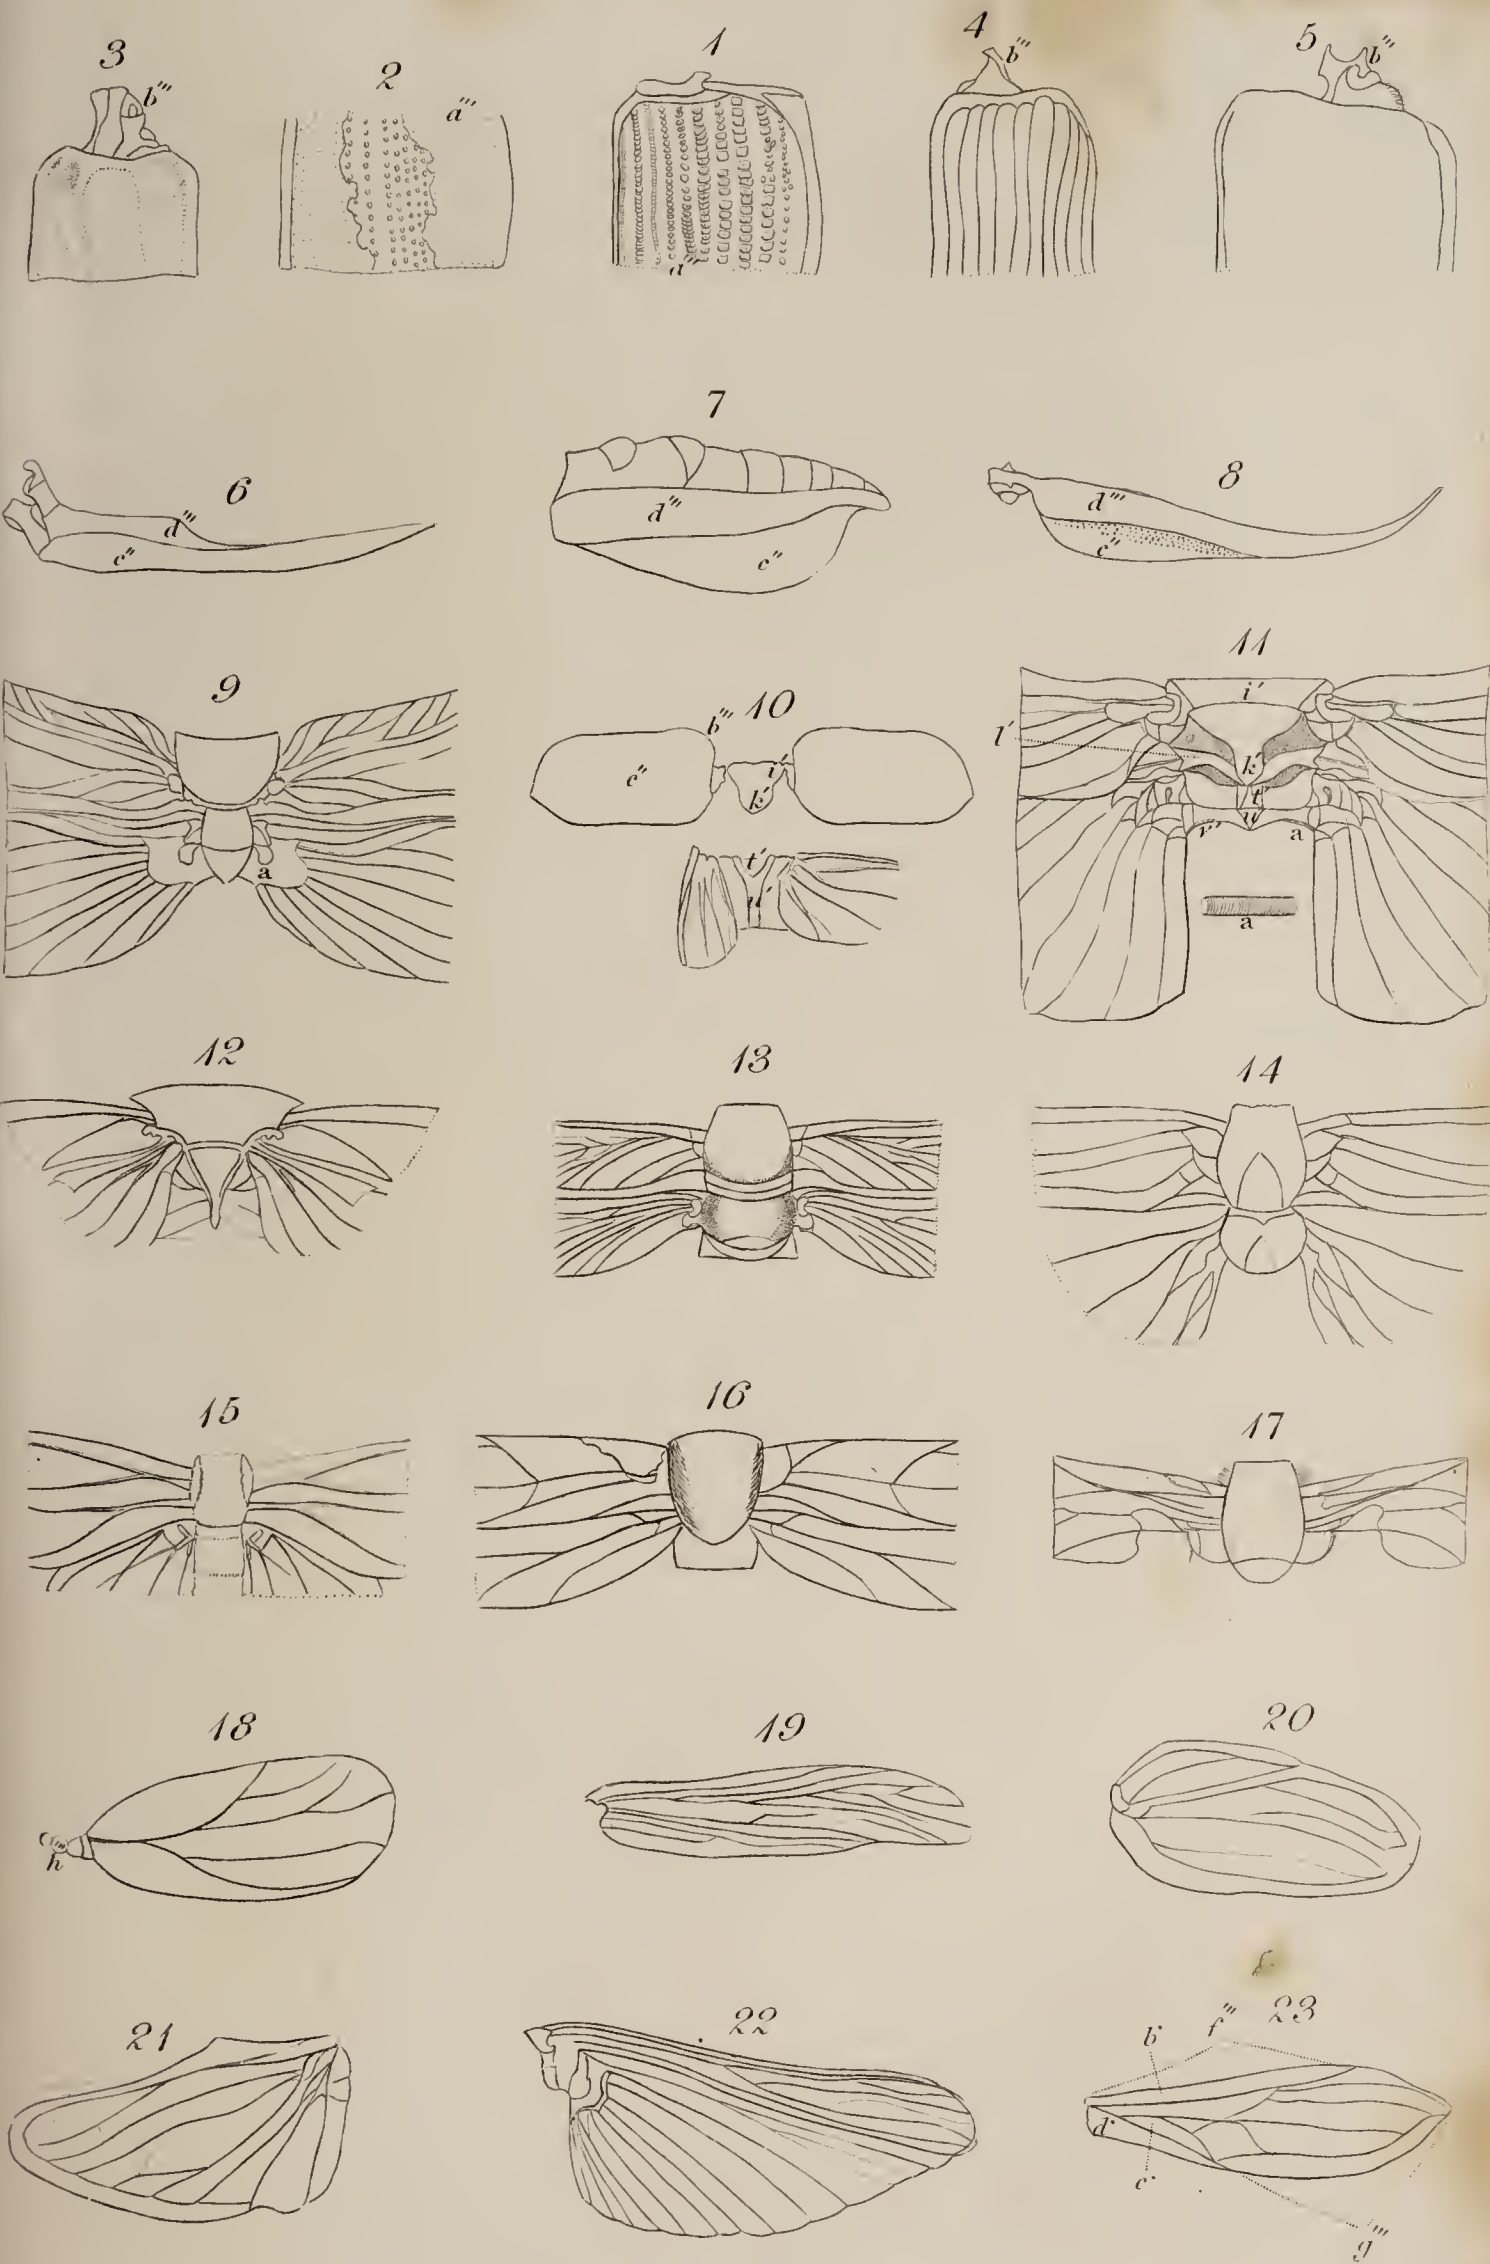 3 2 1 4 5
b''' a''' a''' b''' b'''
6 7 8
d''' c'' d''' c'' d''' c''
9 10 11
a
b''' c'' i' k'
t' u'
i' l' k' t' u' r' a
a
12 13 14
15 16 17
18 19 20
h
21 22 23
b· f''' d· c· g'''